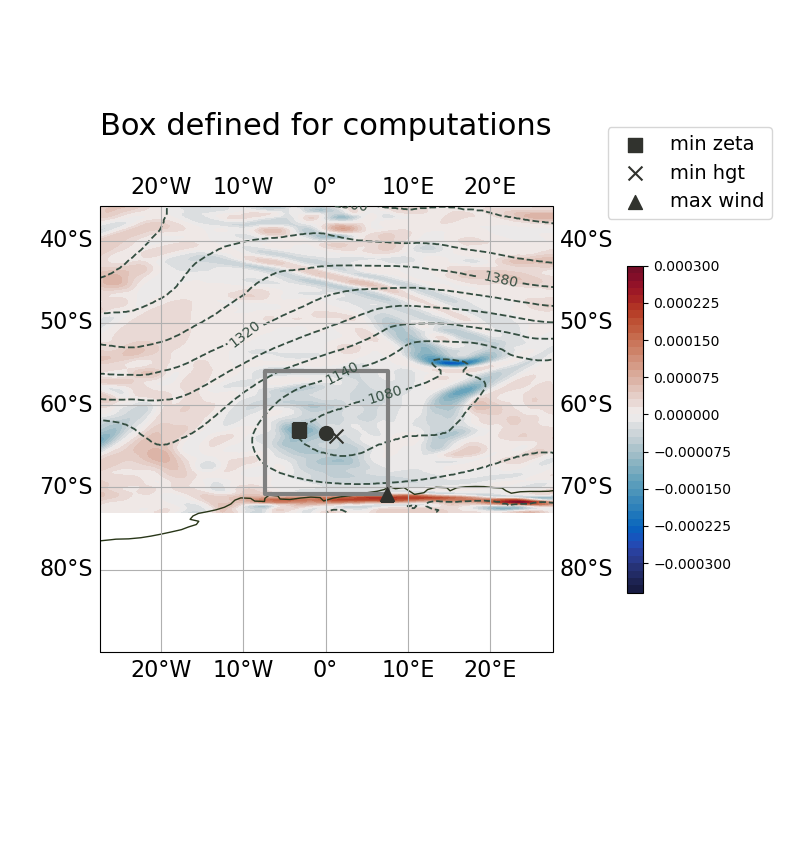 Box defined for computations
min zeta
min hgt
max wind
20°W 10°W 0° 10°E 20°E
40°S 40°S
50°S 50°S
60°S 60°S
70°S 70°S
80°S 80°S
1380
1320
1140
1080
20°W 10°W 0° 10°E 20°E
0.000300
0.000225
0.000150
0.000075
0.000000
−0.000075
−0.000150
−0.000225
−0.000300